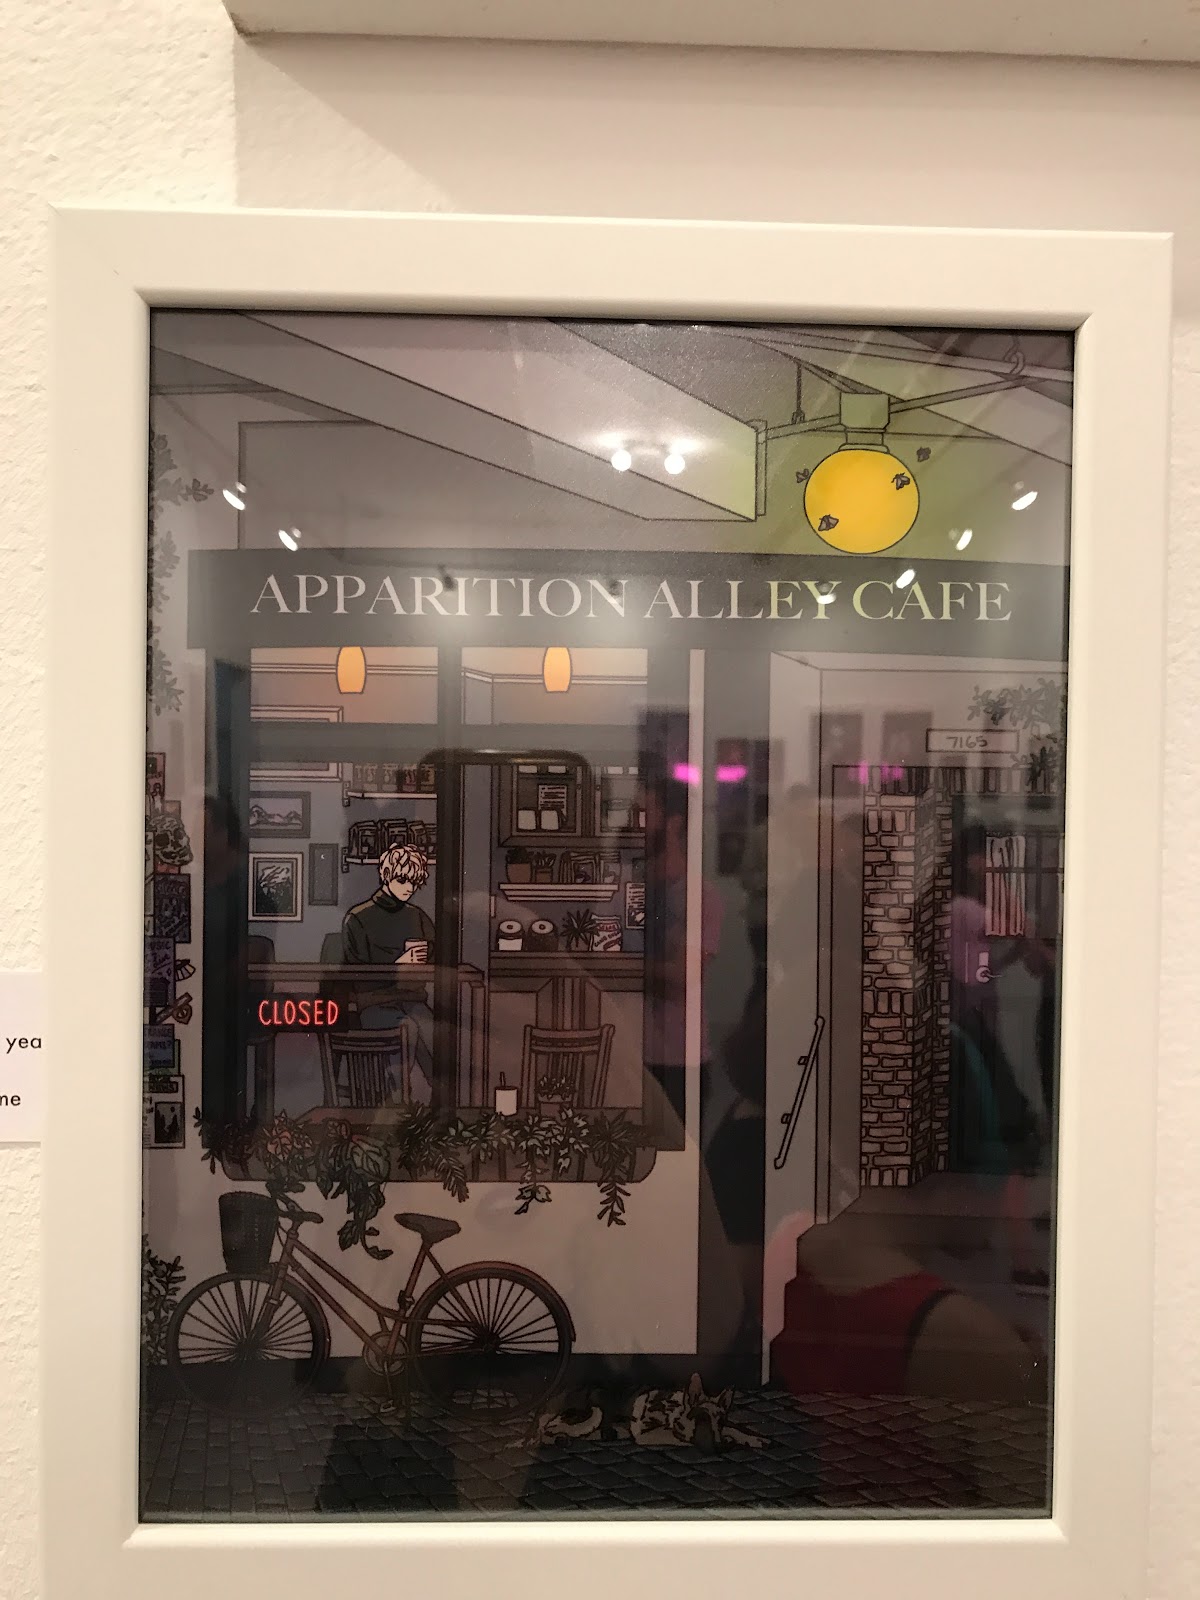 APPARITION ALLEY CAFE
7165
CLOSED
yea
me